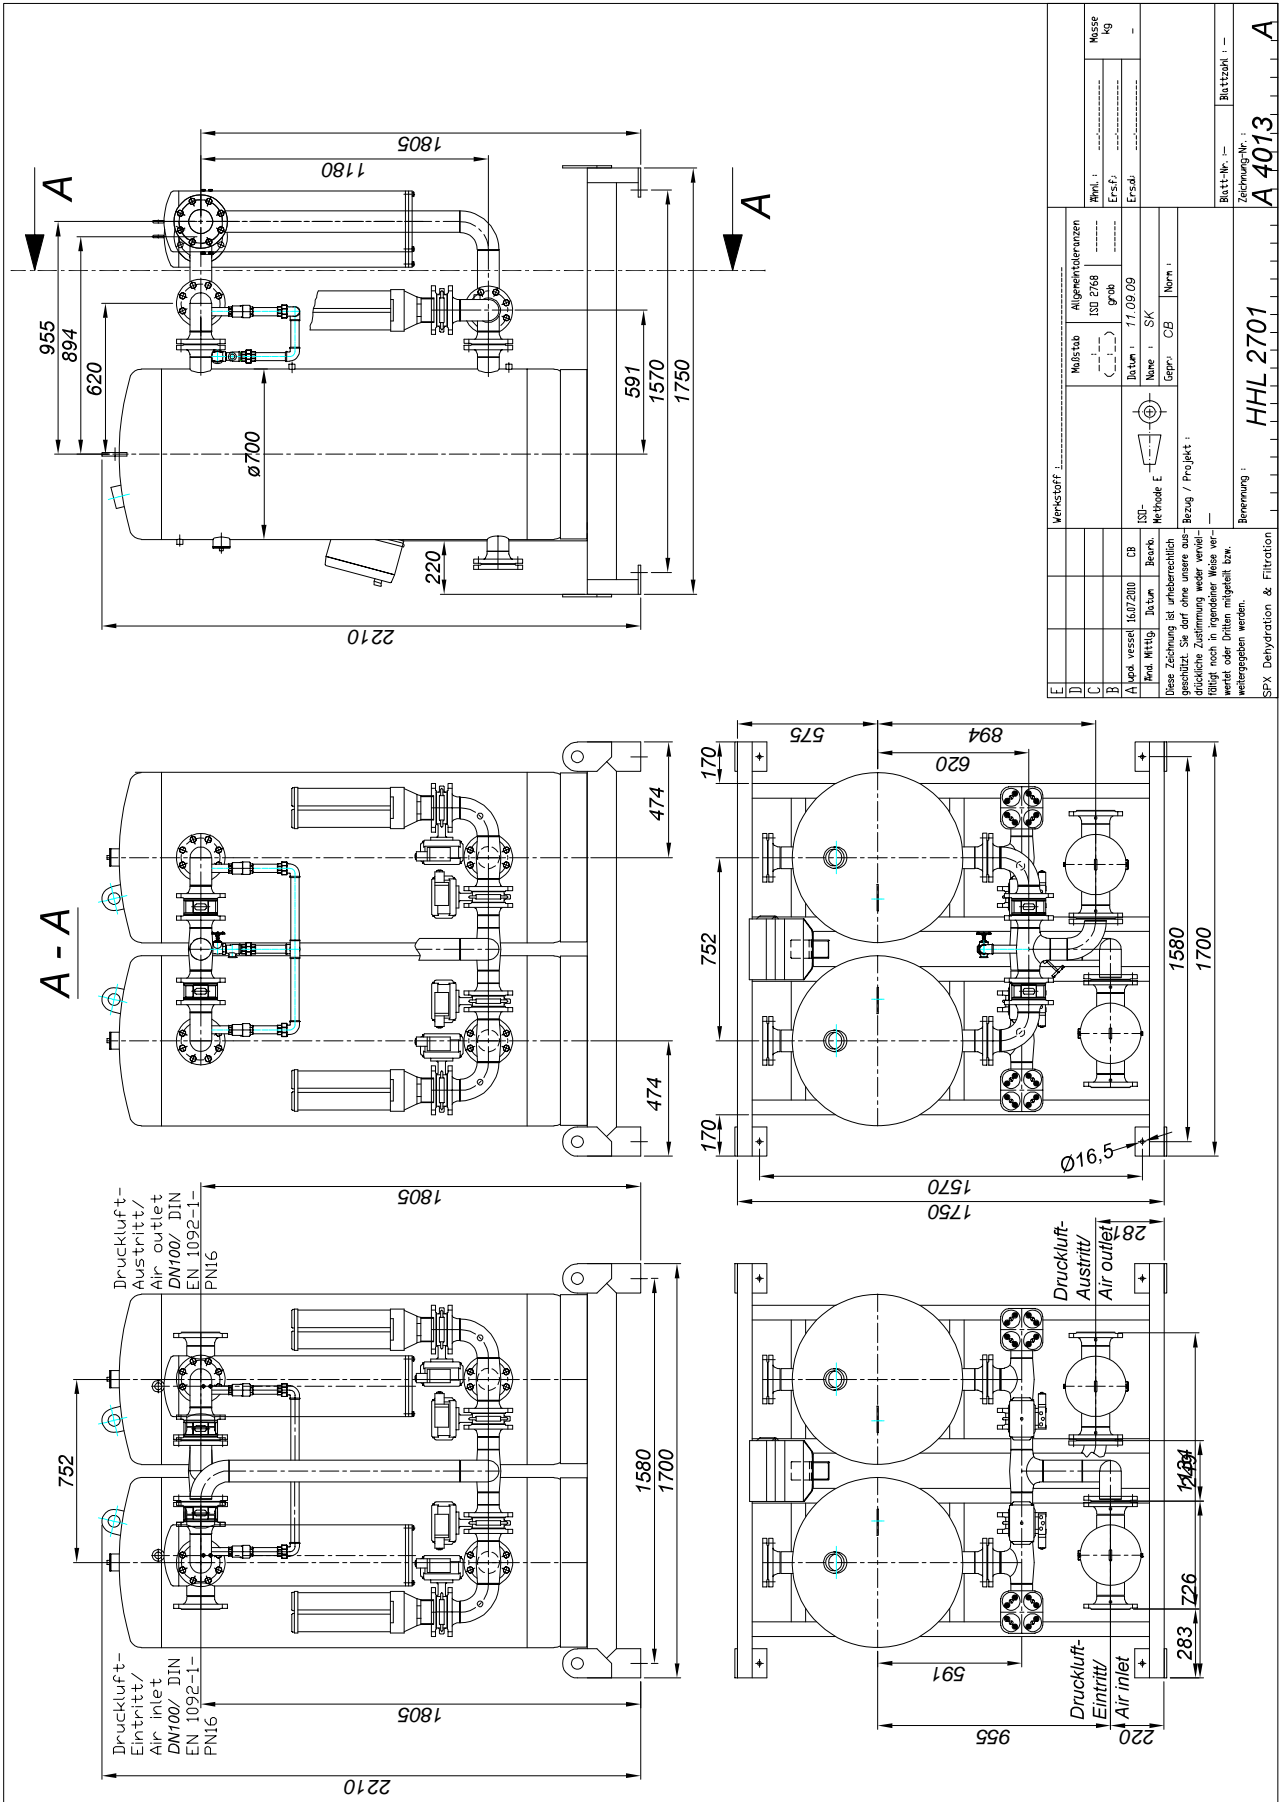 Druckluft-
Eintritt/
Air inlet
DN100/ DIN
EN 1092-1-
PN16
Druckluft-
Austritt/
Air outlet
DN100/ DIN
EN 1092-1-
PN16
752
1805
1805
2210
1580
1700
A - A
474
474
A
A
955
894
620
ø700
1180
1805
2210
220
591
1570
1750
Druckluft-
Eintritt/
Air inlet
Druckluft-
Austritt/
Air outlet
591
955
220
283
726
281
170
170
752
575
620
894
1570
1750
Ø16,5
1580
1700
E
D
C
B
A upd. vessel 16.07.2010 CB
Änd. Mittlg. Datum Bearb.
Diese Zeichnung ist urheberrechtlich
geschützt. Sie darf ohne unsere aus-
drückliche Zustimmung weder verviel-
fältigt noch in irgendeiner Weise ver-
wertet oder Dritten mitgeteilt bzw.
weitergegeben werden.
SPX Dehydration & Filtration
Werkstoff :
Maßstab
Allgemeintoleranzen
ISO 2768
grob
ISO-
Methode E
Datum : 11.09.09
Name : SK
Gepr.: CB
Norm :
Bezug / Projekt :
—
Benennung :
HHL 2701
Ähnl. :
Ers.f.:
Ers.d.:
Masse
kg
-
Blatt-Nr. :-
Blattzahl : -
Zeichnung-Nr. :
A 4013
A